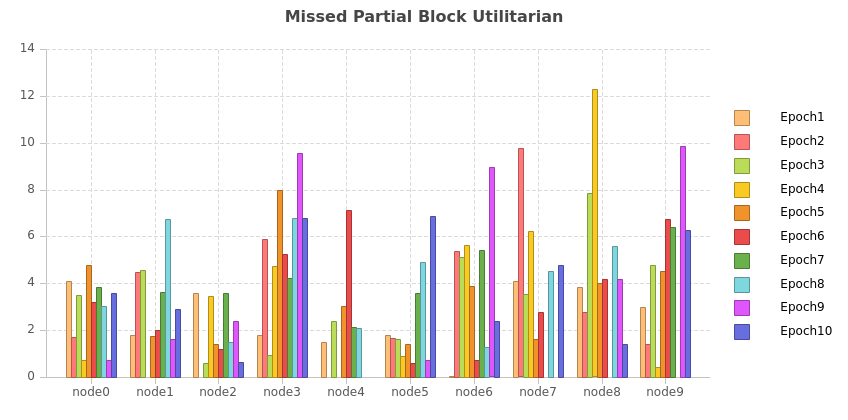 Missed Partial Block Utilitarian
14
12
10
8
6
4
2
0
node0 node1 node2 node3 node4 node5 node6 node7 node8 node9
Epoch1
Epoch2
Epoch3
Epoch4
Epoch5
Epoch6
Epoch7
Epoch8
Epoch9
Epoch10